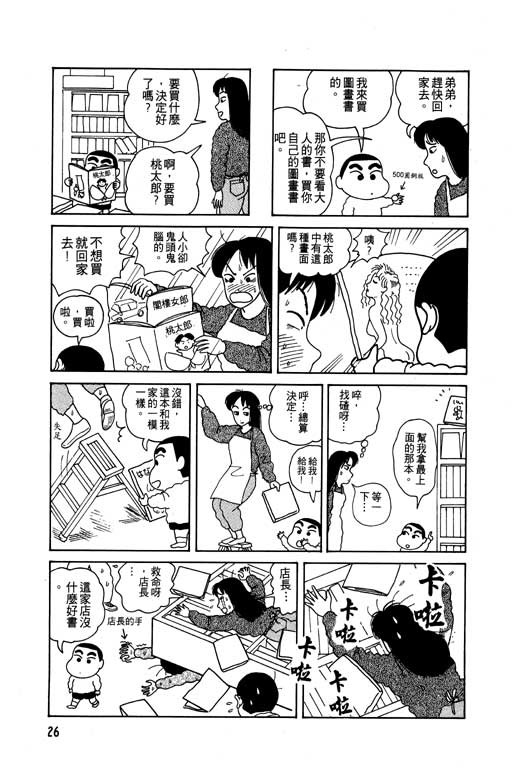 弟弟，
趕快回
家去。
我來買
圖畫書
的。
那你不要看大
人的書，買你
自己的圖畫書
吧。
500圓銅板
要買什麼
，決定好
了嗎？
啊，要買
桃太郎？
桃太郎
咦？
桃太郎
中有這
種畫面
嗎？
人小卻
鬼頭鬼
腦的。
不想買
就回家
去！
閣樓女郎
桃太郎
買啦
，買
啦。
啐，
找碴呀…
幫我拿最上
面的那本。
等一
下…
呼…總算
決定…
給我！
給我！
沒錯，
這本和我
家的一模
一樣。
失足
はな
卡啦
卡啦
卡啦
店長…
救命呀
，店長
…
店長的手
這家店沒
什麼好書
。
26